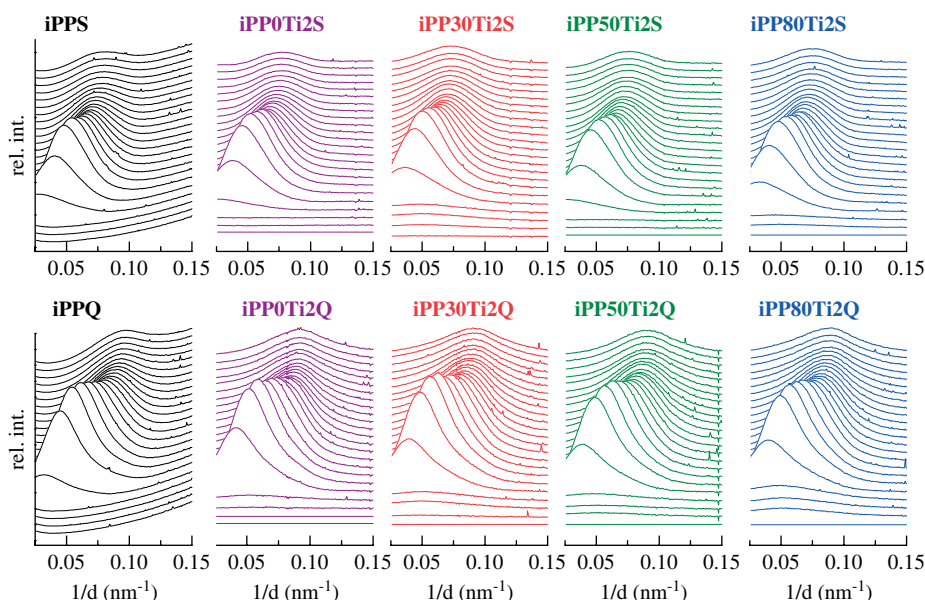 iPPS iPP0Ti2S iPP30Ti2S iPP50Ti2S iPP80Ti2S
rel. int.
0.05 0.10 0.15 0.05 0.10 0.15 0.05 0.10 0.15 0.05 0.10 0.15 0.05 0.10 0.15
iPPQ iPP0Ti2Q iPP30Ti2Q iPP50Ti2Q iPP80Ti2Q
rel. int.
0.05 0.10 0.15 0.05 0.10 0.15 0.05 0.10 0.15 0.05 0.10 0.15 0.05 0.10 0.15
1/d (nm⁻¹) 1/d (nm⁻¹) 1/d (nm⁻¹) 1/d (nm⁻¹) 1/d (nm⁻¹)